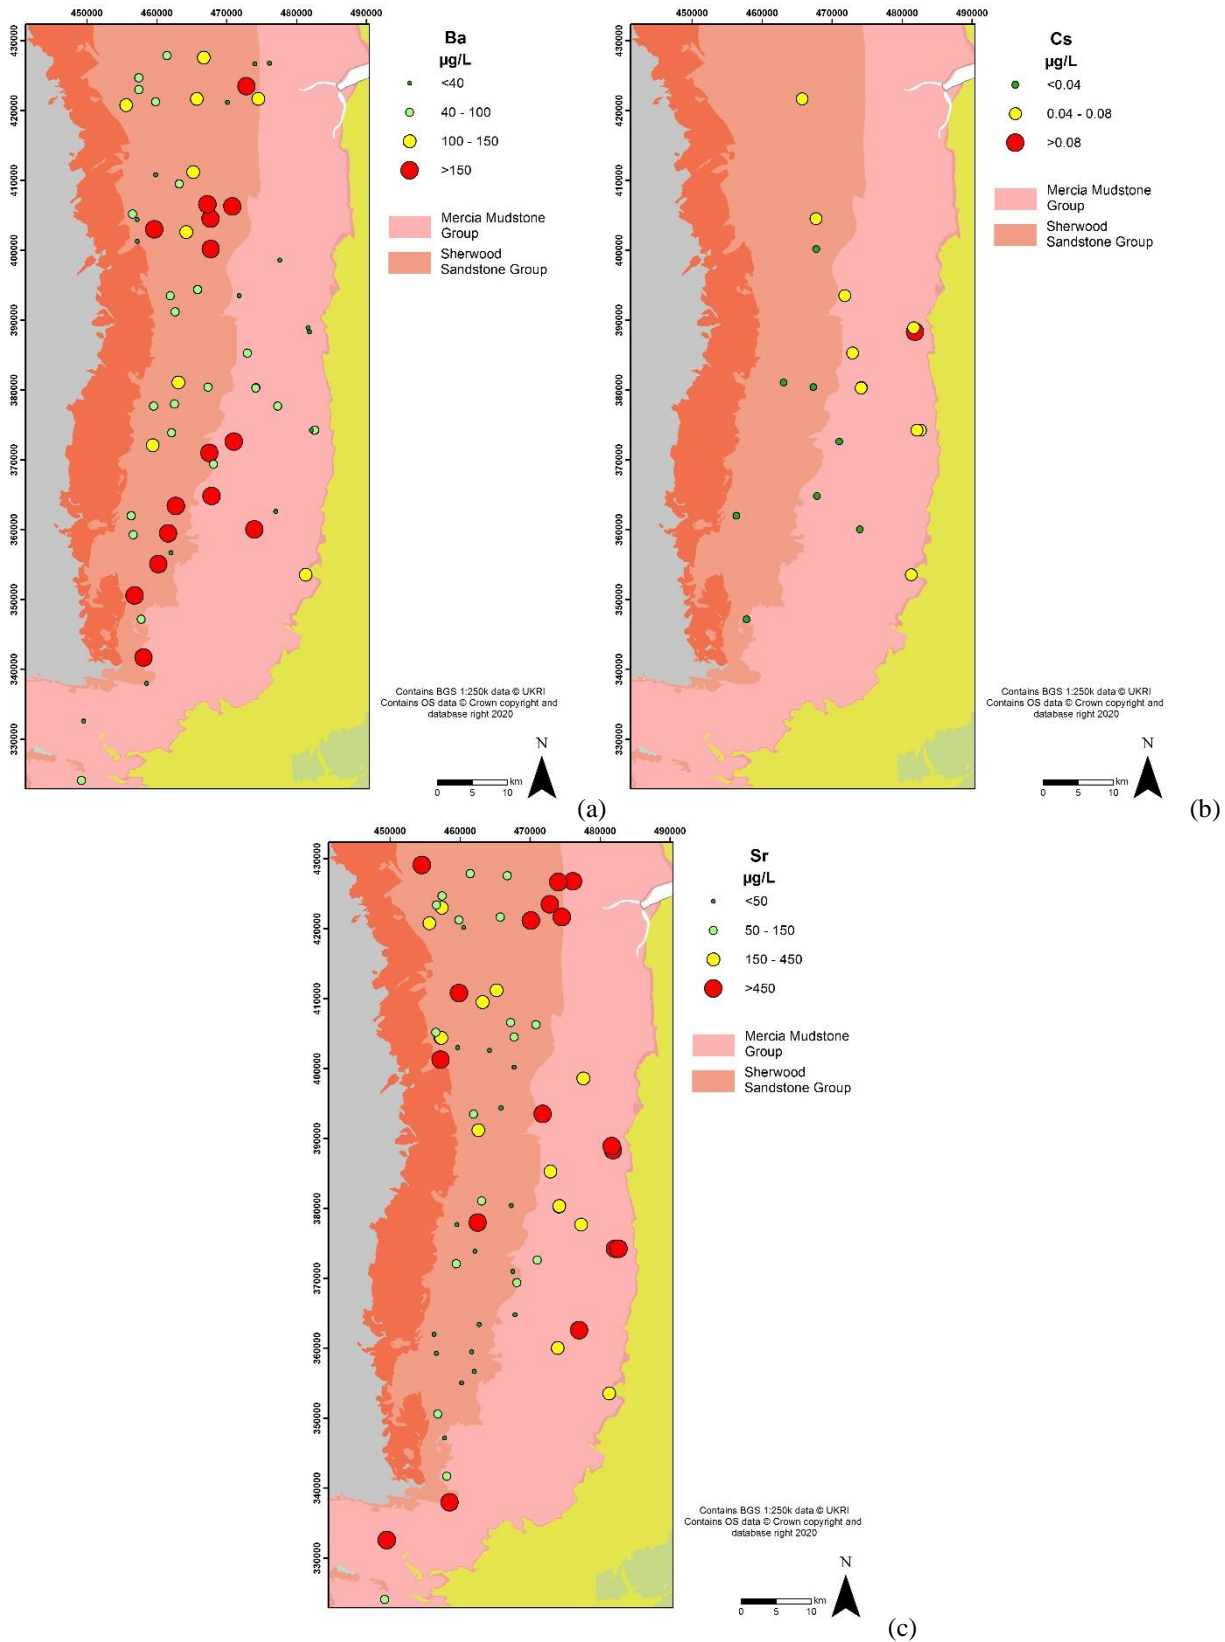 450000 460000 470000 480000 490000
430000
420000
410000
400000
390000
380000
370000
360000
350000
340000
330000
Ba
µg/L
<40
40 - 100
100 - 150
>150
Mercia Mudstone
Group
Sherwood
Sandstone Group
Contains BGS 1:250k data © UKRI
Contains OS data © Crown copyright and
database right 2020
N
km
0 5 10
(a)
450000 460000 470000 480000 490000
430000
420000
410000
400000
390000
380000
370000
360000
350000
340000
330000
Cs
µg/L
<0.04
0.04 - 0.08
>0.08
Mercia Mudstone
Group
Sherwood
Sandstone Group
Contains BGS 1:250k data © UKRI
Contains OS data © Crown copyright and
database right 2020
N
km
0 5 10
(b)
450000 460000 470000 480000 490000
430000
420000
410000
400000
390000
380000
370000
360000
350000
340000
330000
Sr
µg/L
<50
50 - 150
150 - 450
>450
Mercia Mudstone
Group
Sherwood
Sandstone Group
Contains BGS 1:250k data © UKRI
Contains OS data © Crown copyright and
database right 2020
N
km
0 5 10
(c)